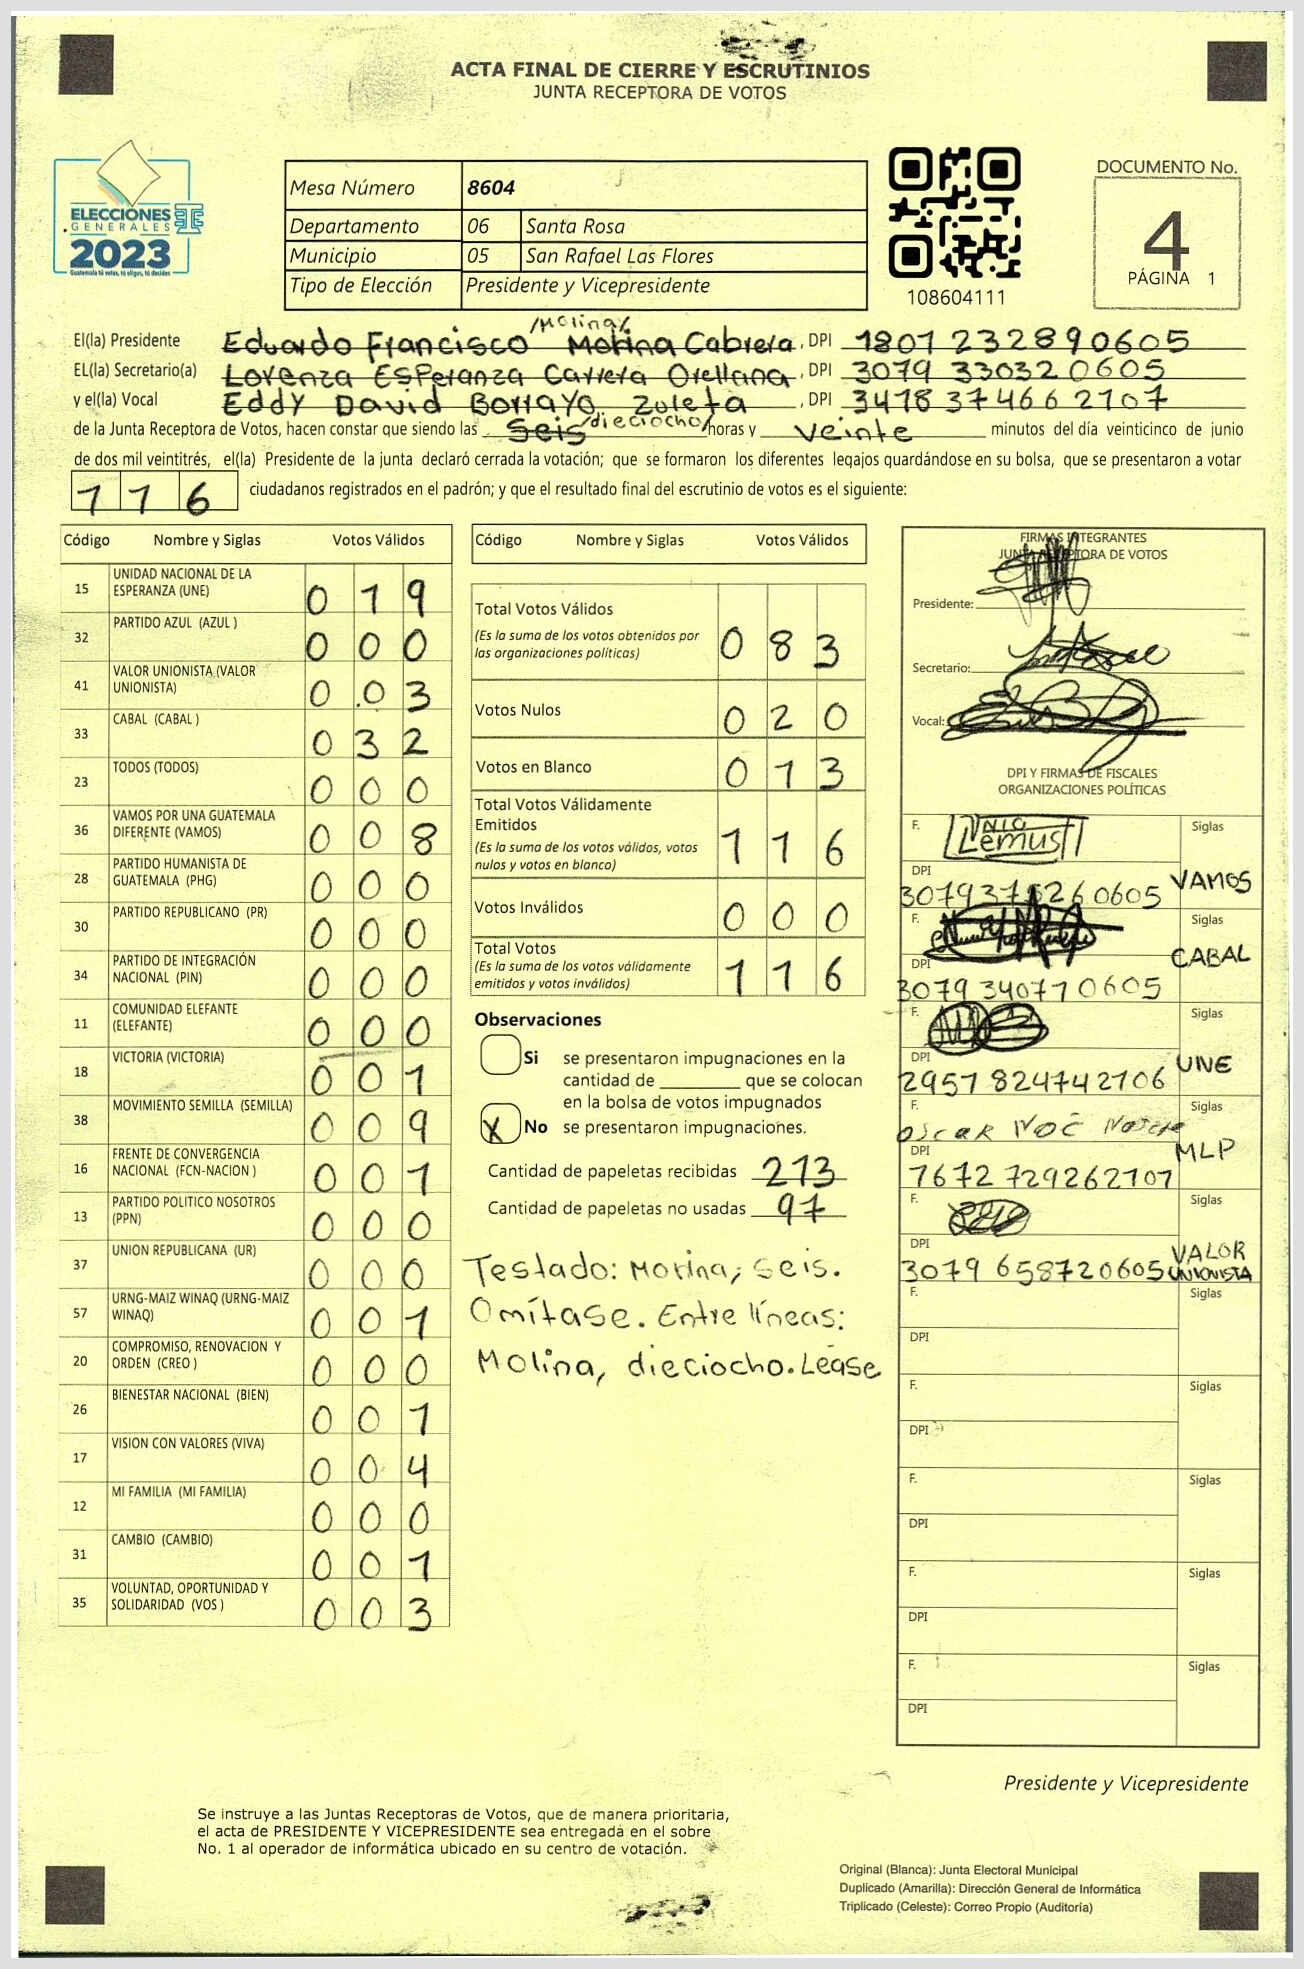 ACTA FINAL DE CIERRE Y ESCRUTINIOS
JUNTA RECEPTORA DE VOTOS
ELECCIONES
GENERALES
2023
Guatemala tú votas, tú eliges, tú decides
Mesa Número 8604
Departamento 06 Santa Rosa
Municipio 05 San Rafael Las Flores
Tipo de Elección Presidente y Vicepresidente
108604111
DOCUMENTO No.
4
PÁGINA 1
/Molina/
El(la) Presidente Eduardo Francisco Morina Cabrera, DPI 1801232890605
EL(la) Secretario(a) Lorenza Esperanza Carrera Orellana, DPI 3079 330320605
y el(la) Vocal Eddy David Borrayo Zuleta, DPI 3418 374662107
de la Junta Receptora de Votos, hacen constar que siendo las Seis /dieciocho/ horas y veinte minutos del día veinticinco de junio
de dos mil veintitrés, el(la) Presidente de la junta declaró cerrada la votación; que se formaron los diferentes legajos guardándose en su bolsa, que se presentaron a votar
116 ciudadanos registrados en el padrón; y que el resultado final del escrutinio de votos es el siguiente:
Código Nombre y Siglas Votos Válidos
15 UNIDAD NACIONAL DE LA ESPERANZA (UNE) 0 1 9
32 PARTIDO AZUL (AZUL ) 0 0 0
41 VALOR UNIONISTA (VALOR UNIONISTA) 0 0 3
33 CABAL (CABAL ) 0 3 2
23 TODOS (TODOS) 0 0 0
36 VAMOS POR UNA GUATEMALA DIFERENTE (VAMOS) 0 0 8
28 PARTIDO HUMANISTA DE GUATEMALA (PHG) 0 0 0
30 PARTIDO REPUBLICANO (PR) 0 0 0
34 PARTIDO DE INTEGRACIÓN NACIONAL (PIN) 0 0 0
11 COMUNIDAD ELEFANTE (ELEFANTE) 0 0 0
18 VICTORIA (VICTORIA) 0 0 1
38 MOVIMIENTO SEMILLA (SEMILLA) 0 0 9
16 FRENTE DE CONVERGENCIA NACIONAL (FCN-NACION ) 0 0 1
13 PARTIDO POLITICO NOSOTROS (PPN) 0 0 0
37 UNION REPUBLICANA (UR) 0 0 0
57 URNG-MAIZ WINAQ (URNG-MAIZ WINAQ) 0 0 1
20 COMPROMISO, RENOVACION Y ORDEN (CREO ) 0 0 0
26 BIENESTAR NACIONAL (BIEN) 0 0 1
17 VISION CON VALORES (VIVA) 0 0 4
12 MI FAMILIA (MI FAMILIA) 0 0 0
31 CAMBIO (CAMBIO) 0 0 1
35 VOLUNTAD, OPORTUNIDAD Y SOLIDARIDAD (VOS ) 0 0 3
Código Nombre y Siglas Votos Válidos
Total Votos Válidos 0 8 3
(Es la suma de los votos obtenidos por
las organizaciones políticas)
Votos Nulos 0 2 0
Votos en Blanco 0 1 3
Total Votos Válidamente
Emitidos 1 1 6
(Es la suma de los votos válidos, votos
nulos y votos en blanco)
Votos Inválidos 0 0 0
Total Votos 1 1 6
(Es la suma de los votos válidamente
emitidos y votos inválidos)
Observaciones
Si se presentaron impugnaciones en la
cantidad de ________ que se colocan
en la bolsa de votos impugnados
X No se presentaron impugnaciones.
Cantidad de papeletas recibidas 213
Cantidad de papeletas no usadas 97
Testado: Morina, seis.
Omítase. Entre líneas:
Molina, dieciocho. Léase
FIRMAS INTEGRANTES
JUNTA RECEPTORA DE VOTOS
Presidente:
Secretario:
Vocal:
DPI Y FIRMAS DE FISCALES
ORGANIZACIONES POLÍTICAS
F. Lemus Siglas
DPI VAMOS
F. Siglas
DPI CABAL
3079 340770605
F. Siglas
DPI UNE
2957 824742106
F. Oscar Noé Siglas
DPI MLP
7672 729262107
F. Siglas
DPI VALOR
3079 658720605 UNIONISTA
F. Siglas
DPI
F. Siglas
DPI
F. Siglas
DPI
F. Siglas
DPI
F. Siglas
DPI
Presidente y Vicepresidente
Se instruye a las Juntas Receptoras de Votos, que de manera prioritaria,
el acta de PRESIDENTE Y VICEPRESIDENTE sea entregada en el sobre
No. 1 al operador de informática ubicado en su centro de votación.
Original (Blanca): Junta Electoral Municipal
Duplicado (Amarilla): Dirección General de Informática
Triplicado (Celeste): Correo Propio (Auditoría)